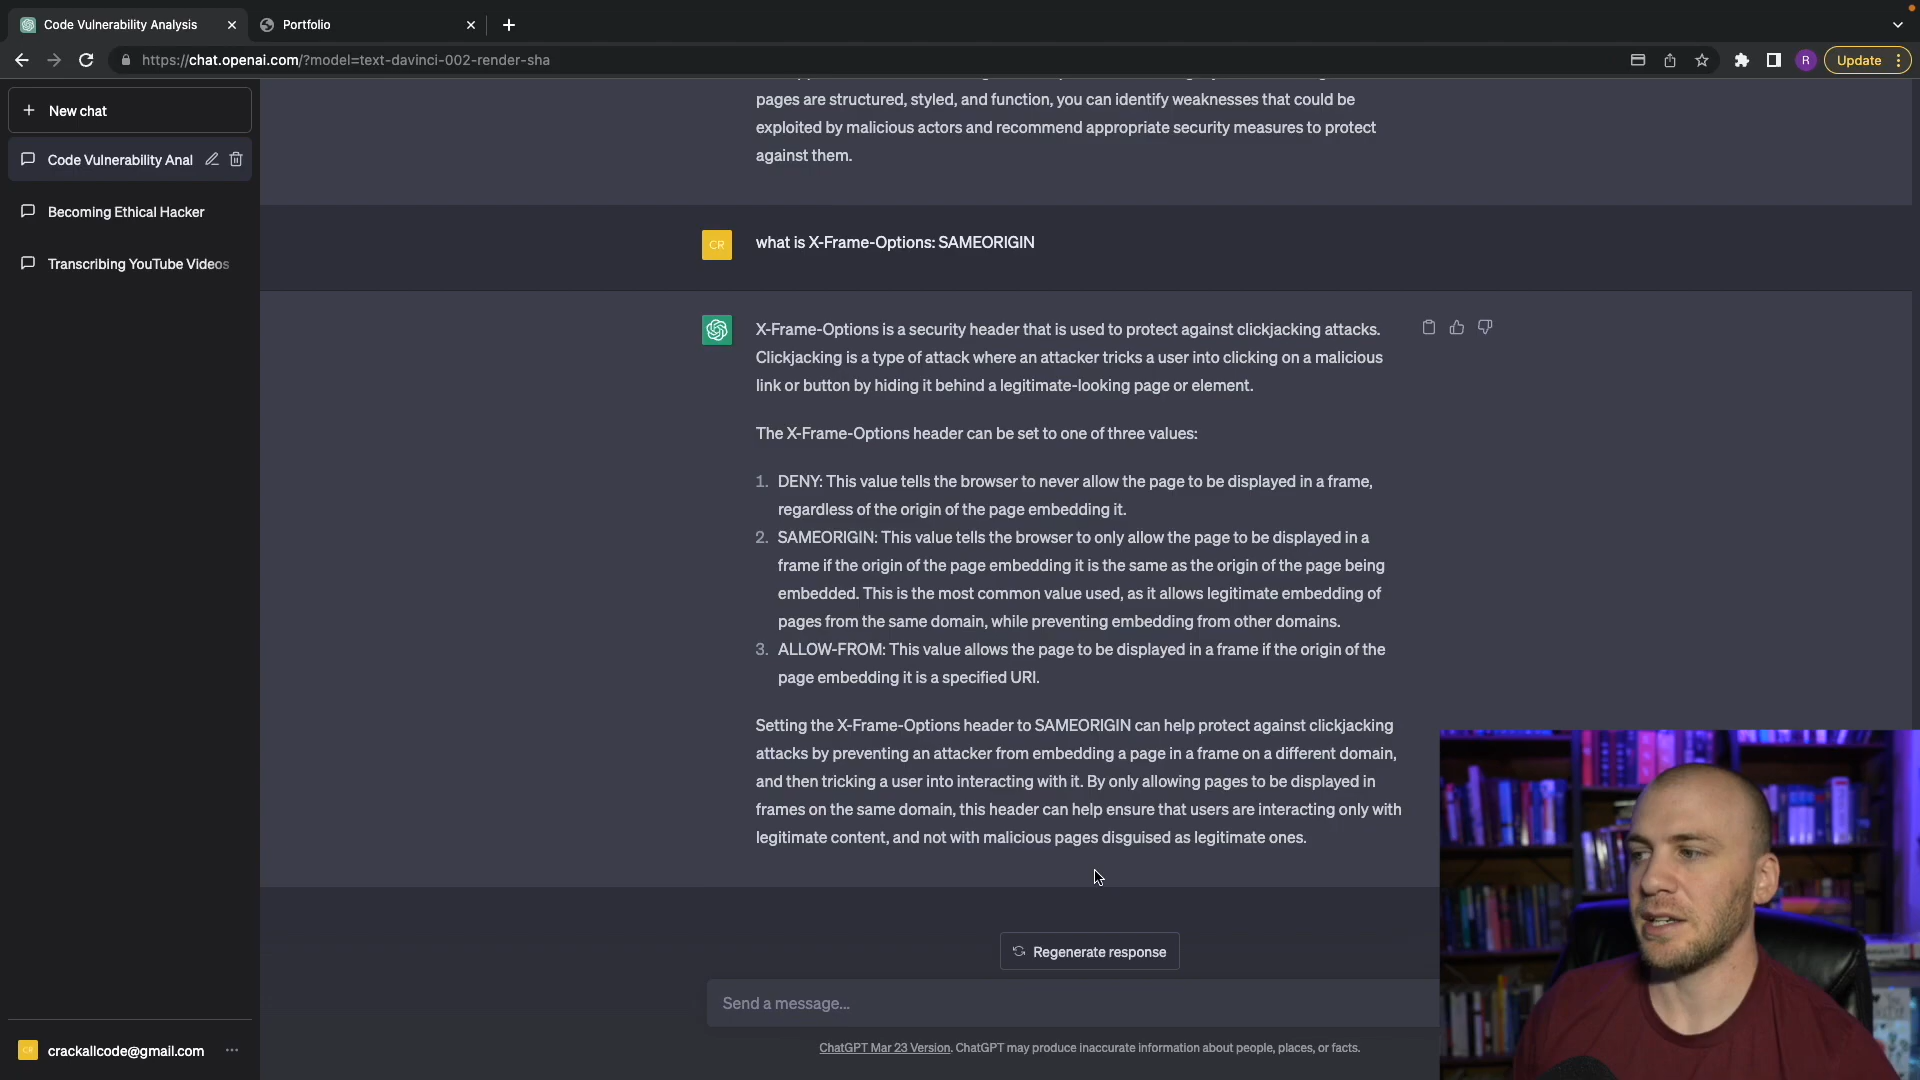 Code Vulnerability Analysis
Portfolio
https://chat.openai.com/?model=text-davinci-002-render-sha
R
Update
New chat
Code Vulnerability Anal
Becoming Ethical Hacker
Transcribing YouTube Videos
pages are structured, styled, and function, you can identify weaknesses that could be
exploited by malicious actors and recommend appropriate security measures to protect
against them.
CR
what is X-Frame-Options: SAMEORIGIN
X-Frame-Options is a security header that is used to protect against clickjacking attacks.
Clickjacking is a type of attack where an attacker tricks a user into clicking on a malicious
link or button by hiding it behind a legitimate-looking page or element.
The X-Frame-Options header can be set to one of three values:
1. DENY: This value tells the browser to never allow the page to be displayed in a frame,
regardless of the origin of the page embedding it.
2. SAMEORIGIN: This value tells the browser to only allow the page to be displayed in a
frame if the origin of the page embedding it is the same as the origin of the page being
embedded. This is the most common value used, as it allows legitimate embedding of
pages from the same domain, while preventing embedding from other domains.
3. ALLOW-FROM: This value allows the page to be displayed in a frame if the origin of the
page embedding it is a specified URI.
Setting the X-Frame-Options header to SAMEORIGIN can help protect against clickjacking
attacks by preventing an attacker from embedding a page in a frame on a different domain,
and then tricking a user into interacting with it. By only allowing pages to be displayed in
frames on the same domain, this header can help ensure that users are interacting only with
legitimate content, and not with malicious pages disguised as legitimate ones.
Regenerate response
Send a message...
CR
crackallcode@gmail.com
ChatGPT Mar 23 Version. ChatGPT may produce inaccurate information about people, places, or facts.